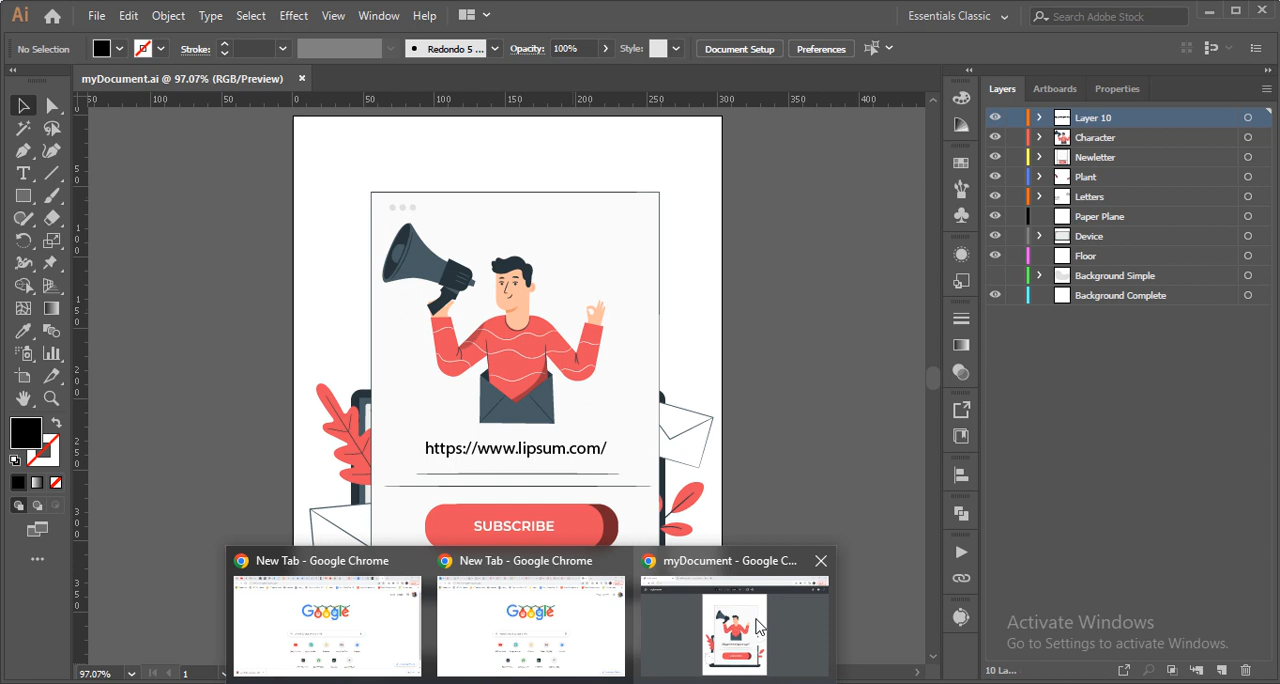 Ai File Edit Object Type Select Effect View Window Help Essentials Classic Search Adobe Stock
No Selection Stroke: Redondo 5 ... Opacity: 100% Style: Document Setup Preferences
myDocument.ai @ 97.07% (RGB/Preview)
Layers Artboards Properties
50 100 50 0 50 100 150 200 250 300 350 400
Layer 10
Character
Newletter
Plant
Letters
Paper Plane
Device
Floor
Background Simple
Background Complete
https://www.lipsum.com/
SUBSCRIBE
New Tab - Google Chrome New Tab - Google Chrome myDocument - Google C...
Google Google
Activate Windows
Go to Settings to activate Windows.
97.07% 1 10 La...